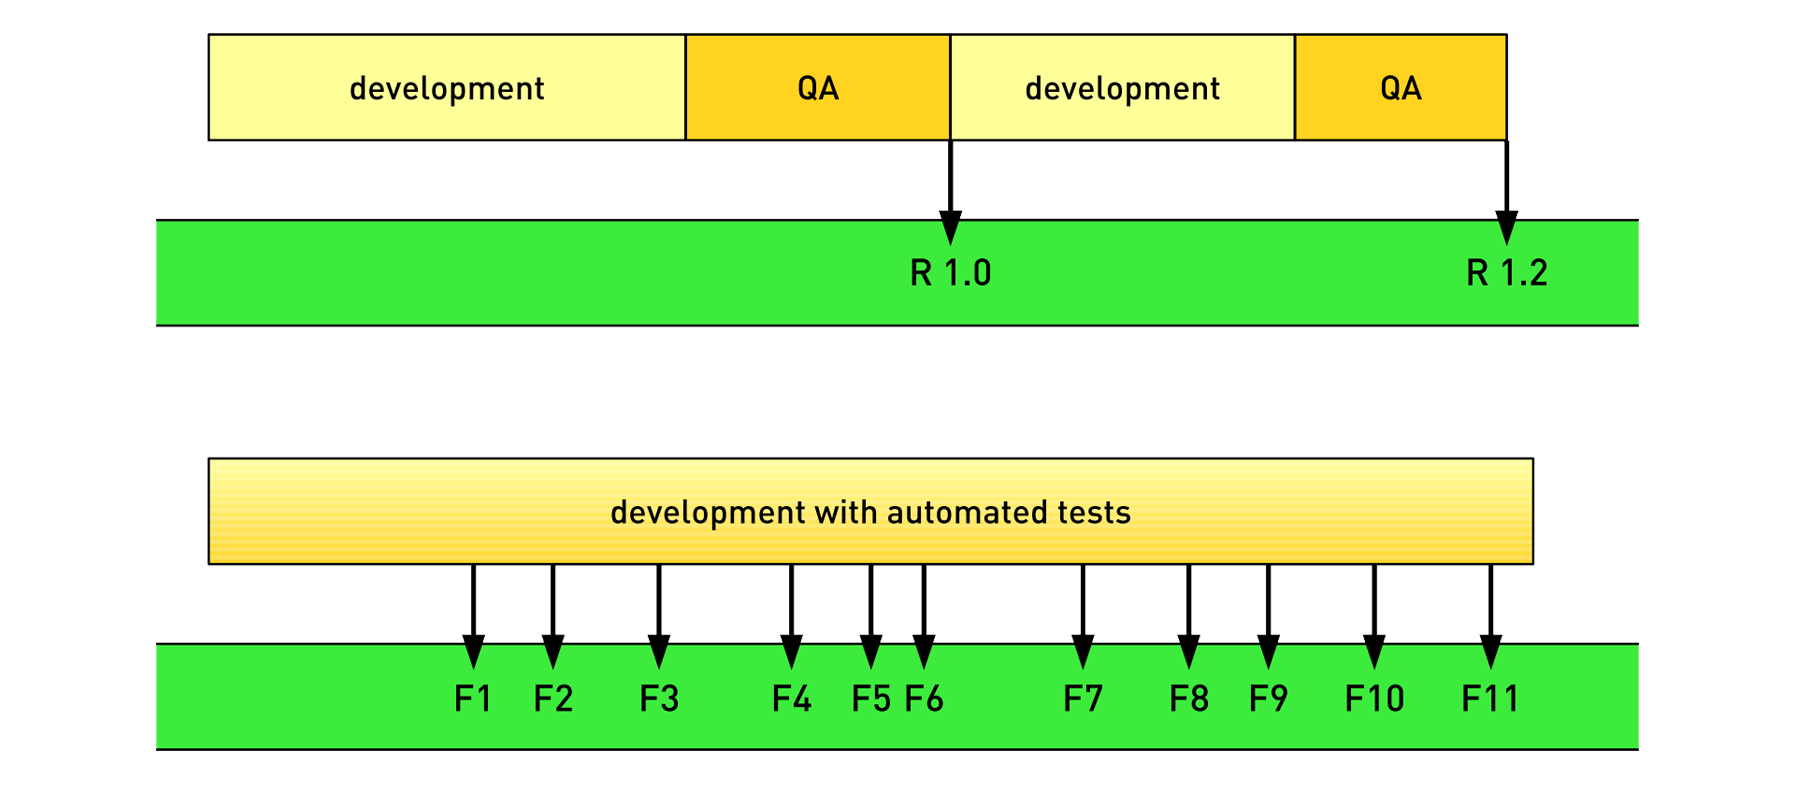 development QA development QA
R 1.0 R 1.2
development with automated tests
F1 F2 F3 F4 F5 F6 F7 F8 F9 F10 F11